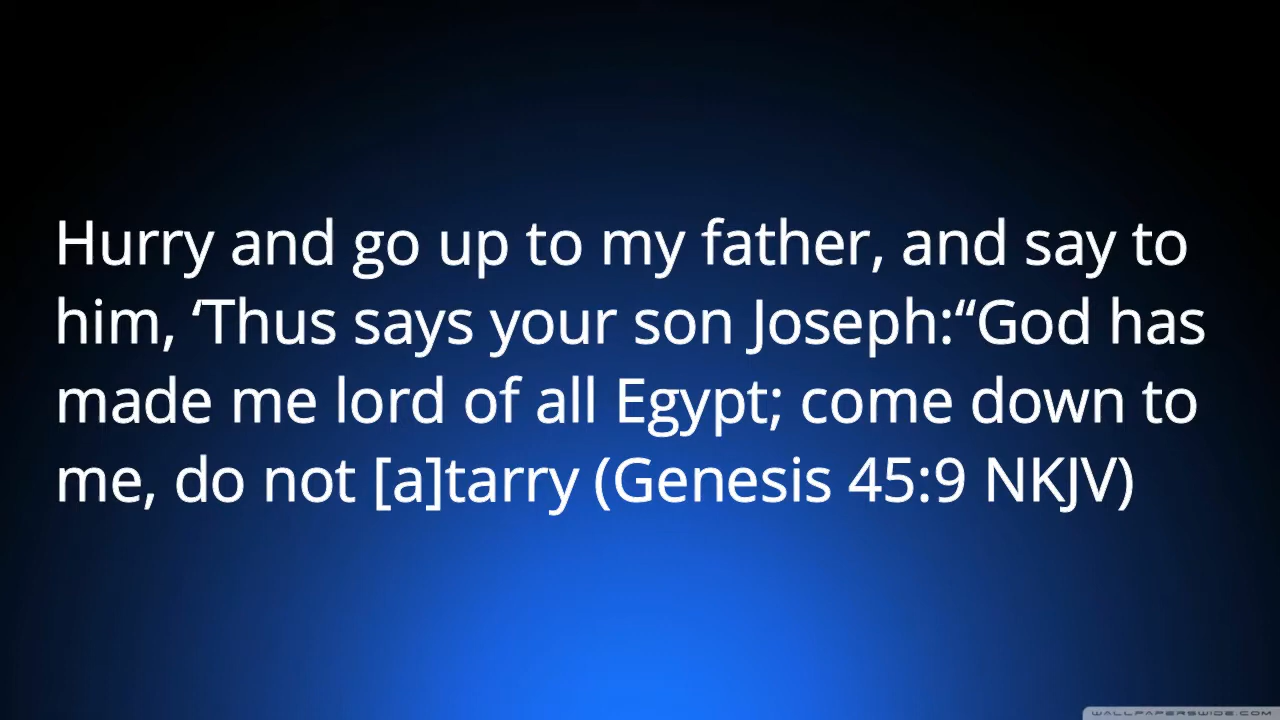 Hurry and go up to my father, and say to
him, ‘Thus says your son Joseph:“God has
made me lord of all Egypt; come down to
me, do not [a]tarry (Genesis 45:9 NKJV)
WALLPAPERSWIDE.COM